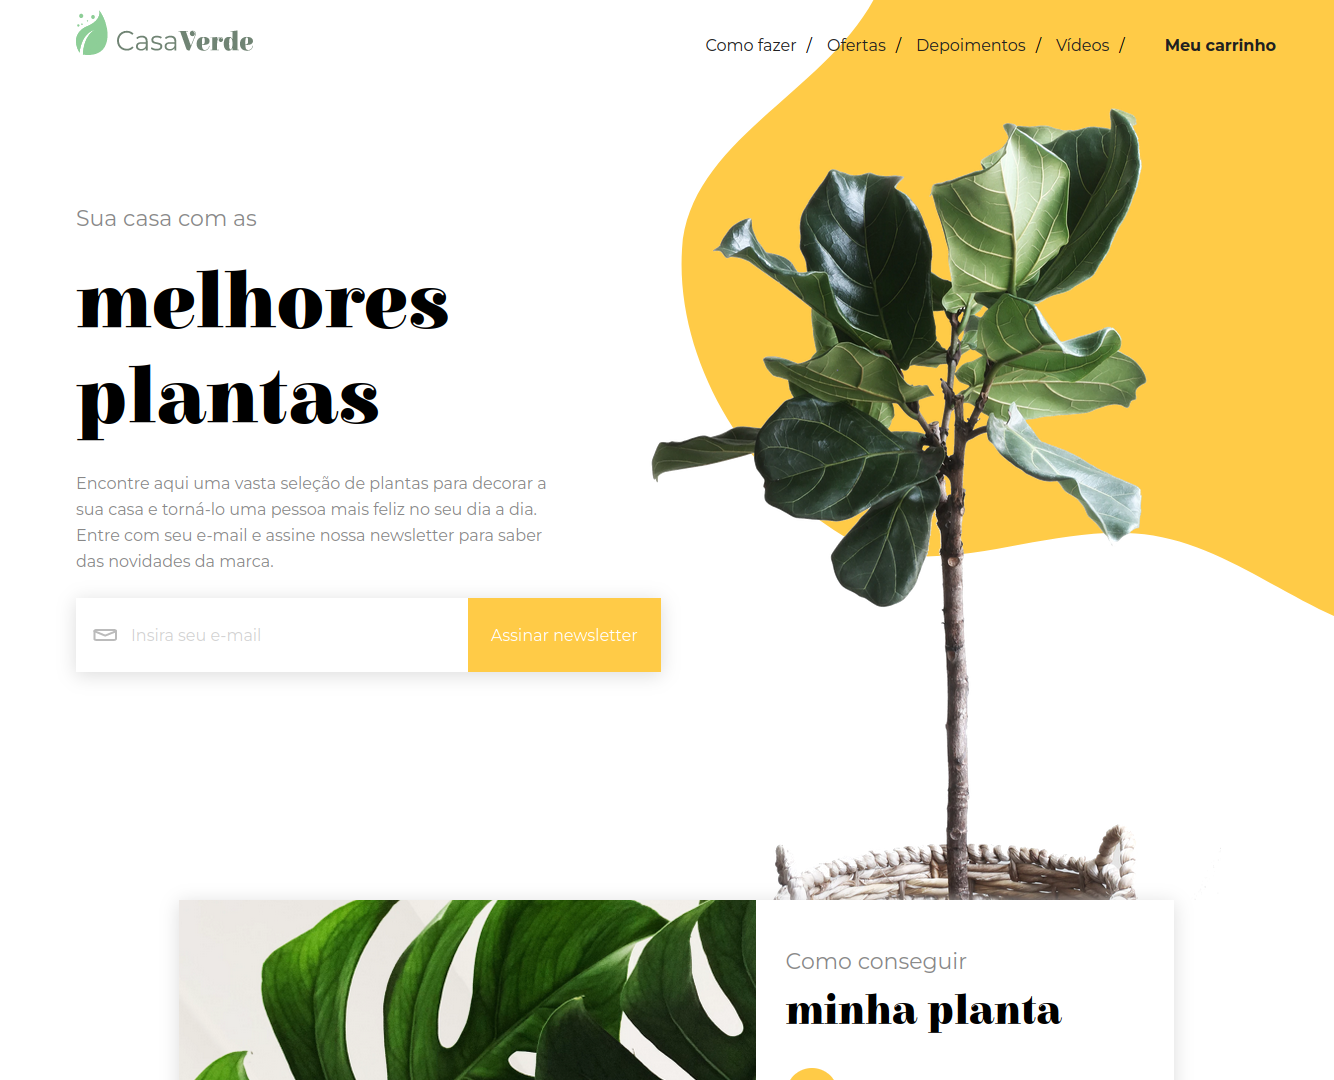 CasaVerde
Como fazer / Ofertas / Depoimentos / Vídeos / Meu carrinho
Sua casa com as
melhores
plantas
Encontre aqui uma vasta seleção de plantas para decorar a
sua casa e torná-lo uma pessoa mais feliz no seu dia a dia.
Entre com seu e-mail e assine nossa newsletter para saber
das novidades da marca.
Insira seu e-mail
Assinar newsletter
Como conseguir
minha planta